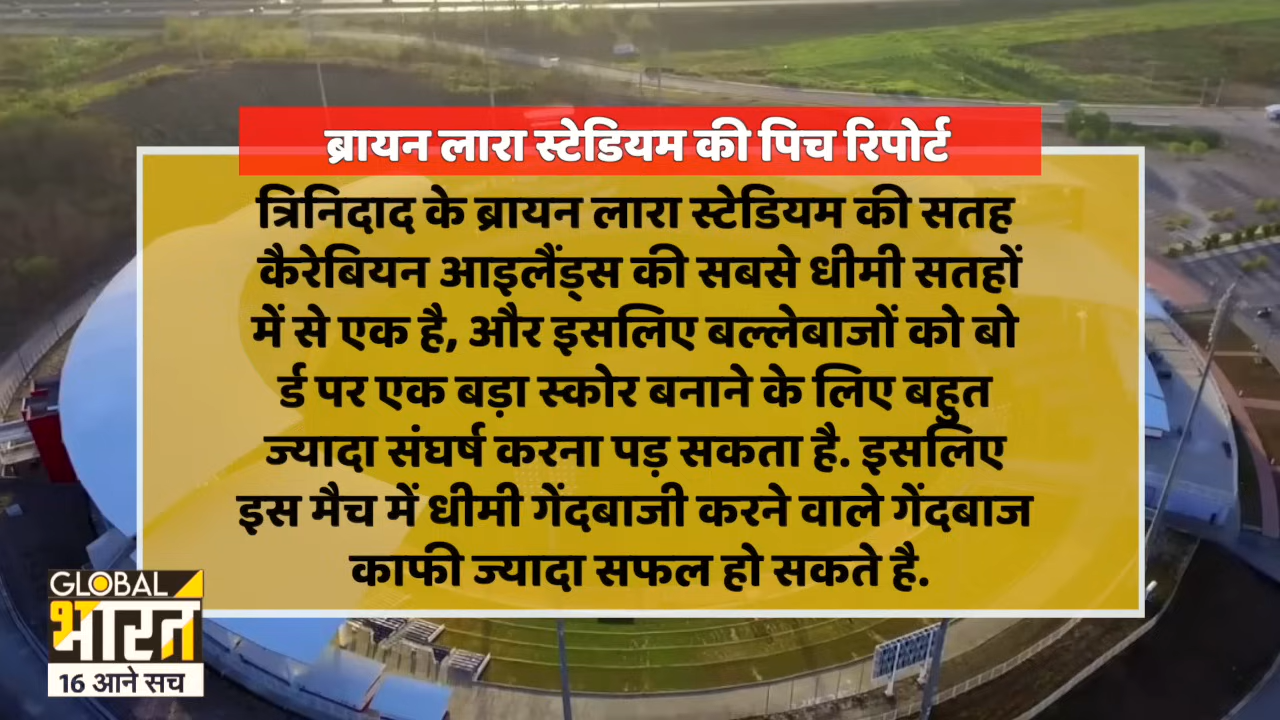 ब्रायन लारा स्टेडियम की पिच रिपोर्ट
त्रिनिदाद के ब्रायन लारा स्टेडियम की सतह
कैरेबियन आइलैंड्स की सबसे धीमी सतहों
में से एक है, और इसलिए बल्लेबाजों को बो
र्ड पर एक बड़ा स्कोर बनाने के लिए बहुत
ज्यादा संघर्ष करना पड़ सकता है. इसलिए
इस मैच में धीमी गेंदबाजी करने वाले गेंदबाज
काफी ज्यादा सफल हो सकते है.
GLOBAL
भारत
16 आने सच